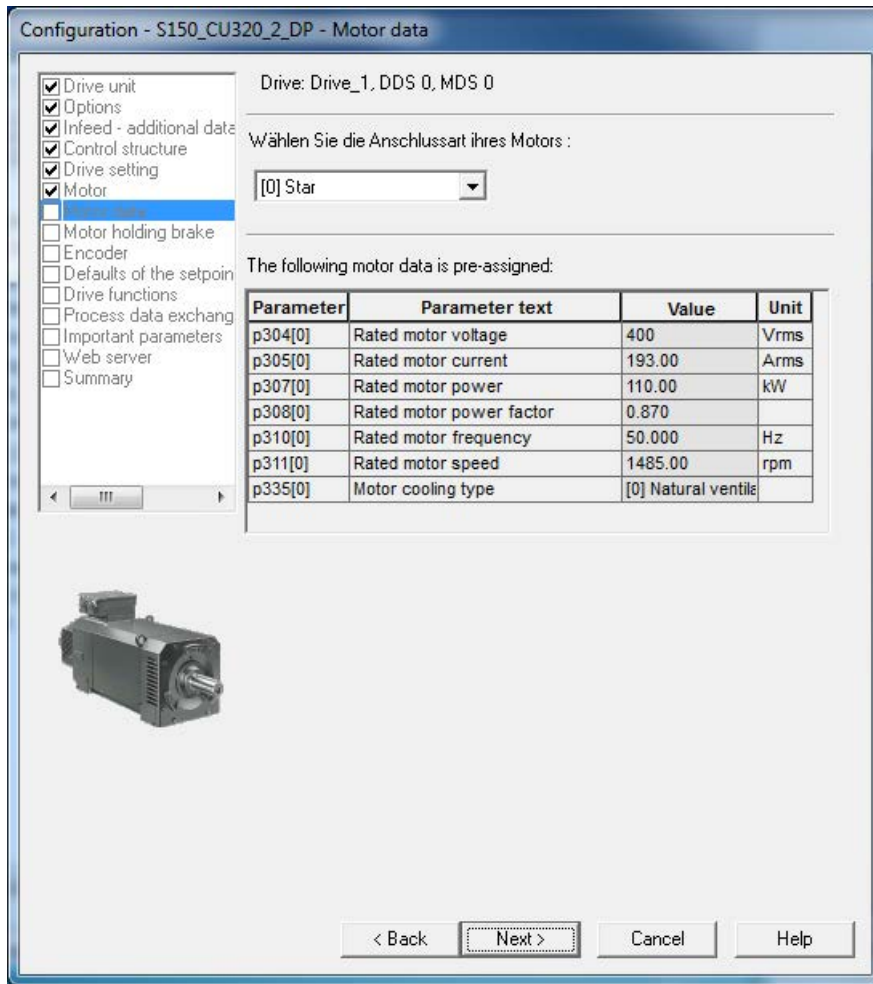 Configuration - S150_CU320_2_DP - Motor data
Drive unit
Options
Infeed - additional data
Control structure
Drive setting
Motor
Motor data
Motor holding brake
Encoder
Defaults of the setpoin
Drive functions
Process data exchang
Important parameters
Web server
Summary
Drive: Drive_1, DDS 0, MDS 0
Wählen Sie die Anschlussart ihres Motors :
[0] Star
The following motor data is pre-assigned:
Parameter Parameter text Value Unit
p304[0] Rated motor voltage 400 Vrms
p305[0] Rated motor current 193.00 Arms
p307[0] Rated motor power 110.00 kW
p308[0] Rated motor power factor 0.870
p310[0] Rated motor frequency 50.000 Hz
p311[0] Rated motor speed 1485.00 rpm
p335[0] Motor cooling type [0] Natural ventila
< Back Next > Cancel Help